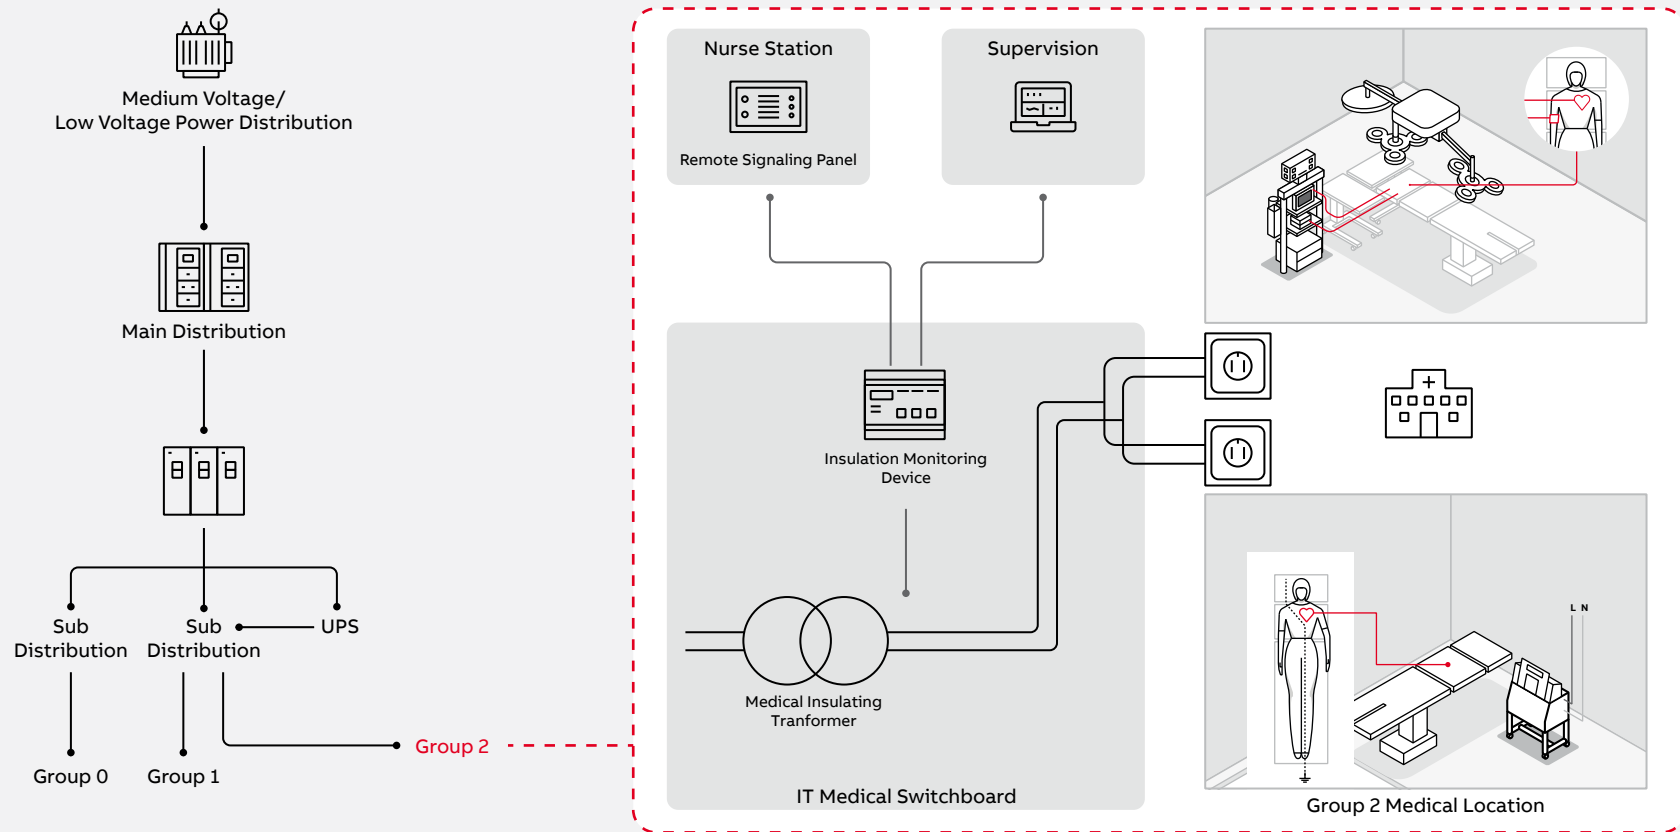 Medium Voltage/
Low Voltage Power Distribution
Main Distribution
Sub
Distribution
Sub
Distribution
UPS
Group 0
Group 1
Group 2
Nurse Station
Remote Signaling Panel
Supervision
Insulation Monitoring
Device
Medical Insulating
Tranformer
IT Medical Switchboard
L N
Group 2 Medical Location